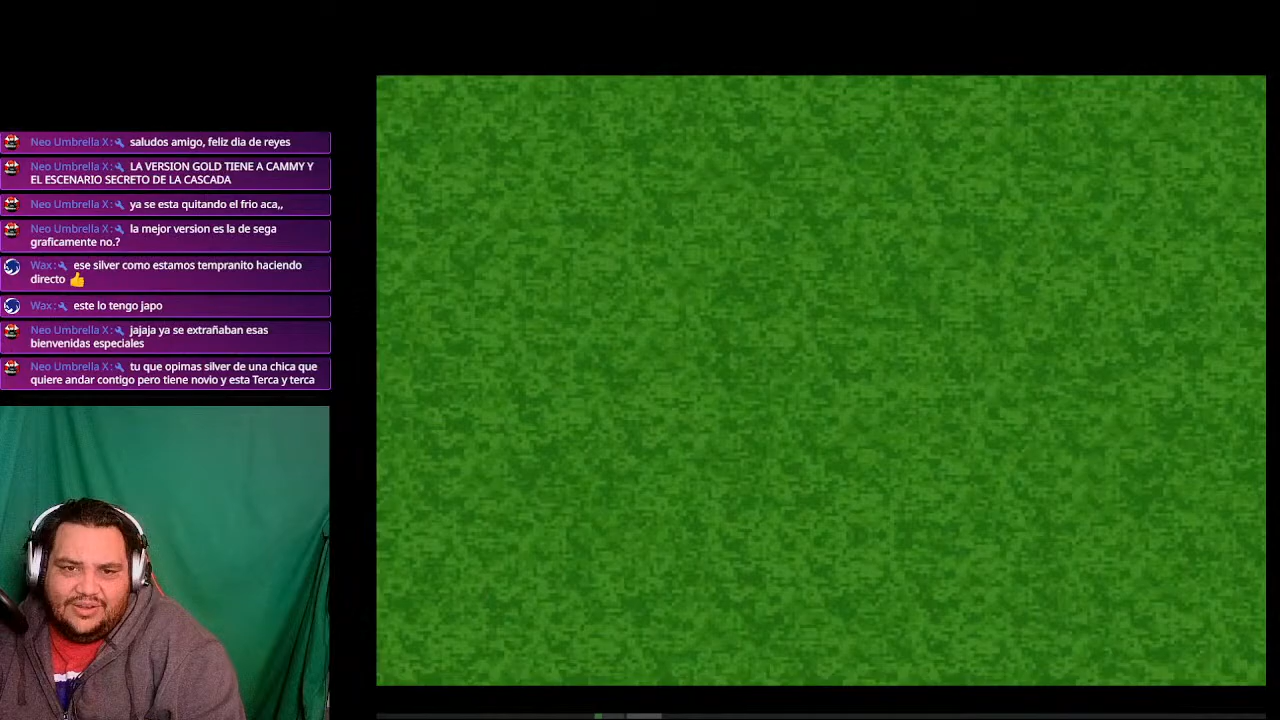 Neo Umbrella X: saludos amigo, feliz dia de reyes
Neo Umbrella X: LA VERSION GOLD TIENE A CAMMY Y
EL ESCENARIO SECRETO DE LA CASCADA
Neo Umbrella X: ya se esta quitando el frio aca,,
Neo Umbrella X: la mejor version es la de sega
graficamente no.?
Wax: ese silver como estamos tempranito haciendo
directo 👍
Wax: este lo tengo japo
Neo Umbrella X: jajaja ya se extrañaban esas
bienvenidas especiales
Neo Umbrella X: tu que opimas silver de una chica que
quiere andar contigo pero tiene novio y esta Terca y terca